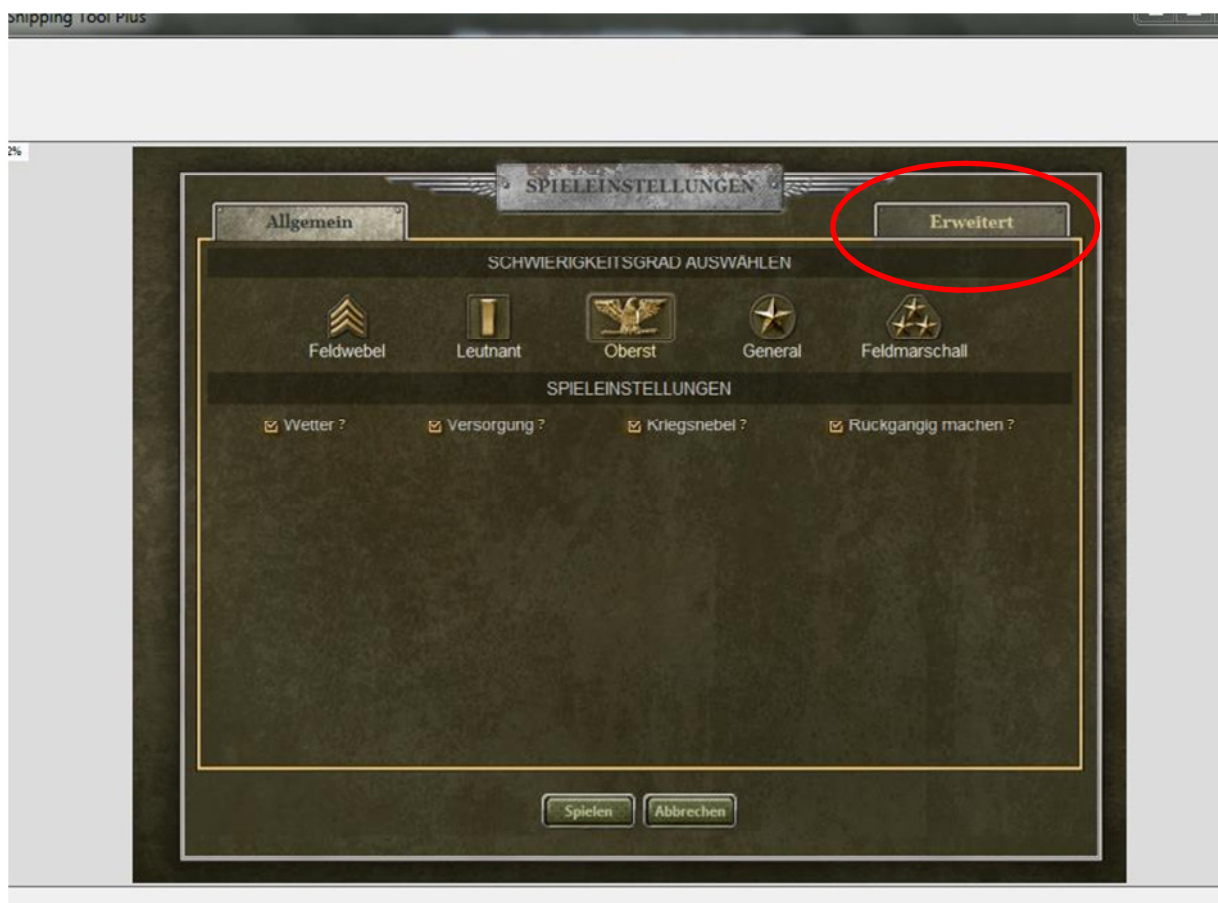 Snipping Tool Plus
2%
SPIELEINSTELLUNGEN
Allgemein
Erweitert
SCHWIERIGKEITSGRAD AUSWÄHLEN
Feldwebel
Leutnant
Oberst
General
Feldmarschall
SPIELEINSTELLUNGEN
Wetter ?
Versorgung ?
Kriegsnebel ?
Rückgängig machen ?
Spielen
Abbrechen